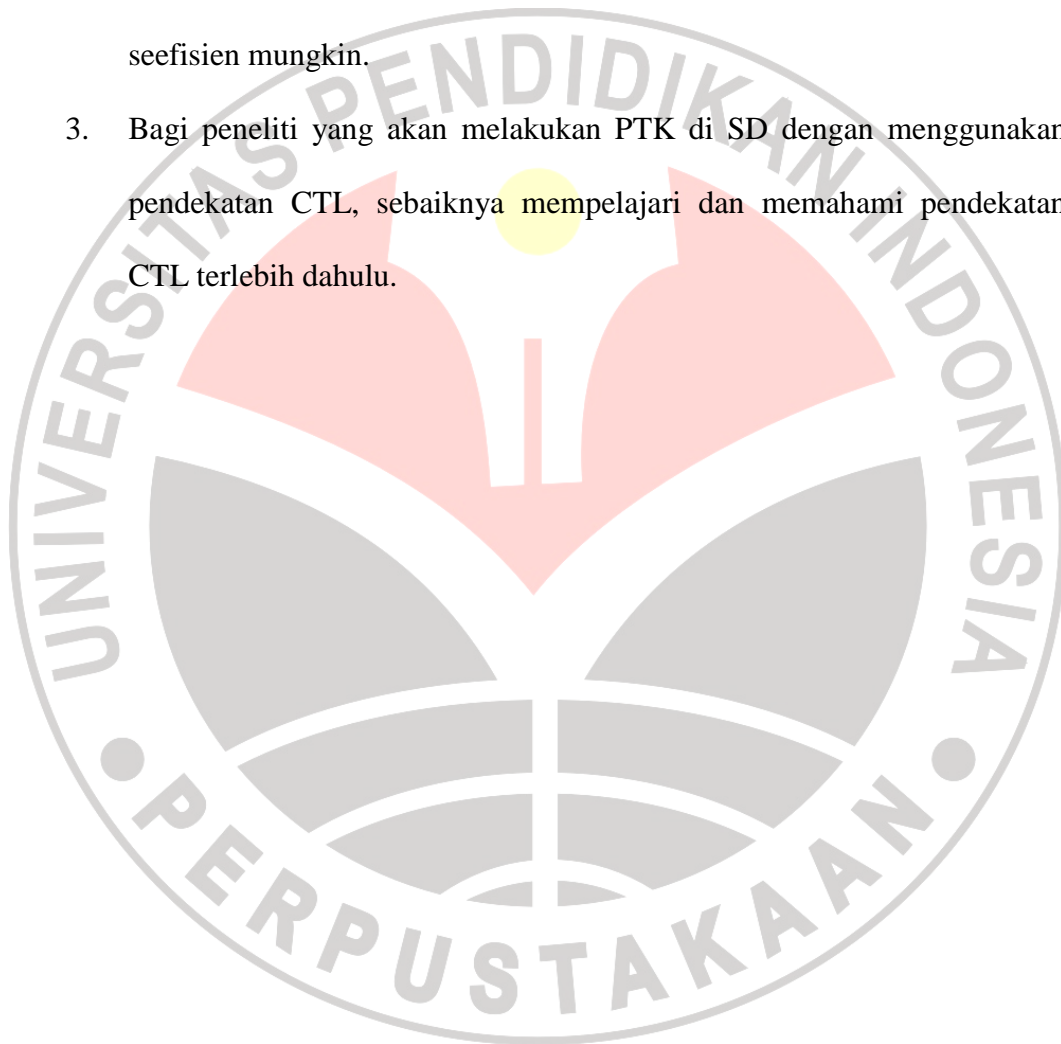 seefisien mungkin.
3. Bagi peneliti yang akan melakukan PTK di SD dengan menggunakan
pendekatan CTL, sebaiknya mempelajari dan memahami pendekatan
CTL terlebih dahulu.
UNIVERSITAS PENDIDIKAN INDONESIA
PERPUSTAKAAN